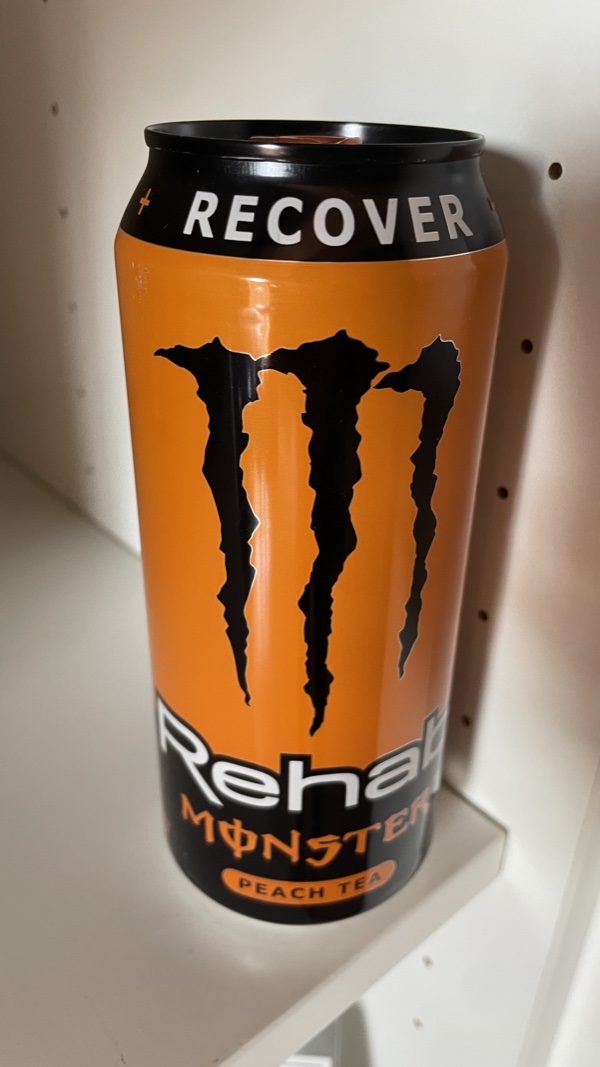 + RECOVER
Rehab
MONSTER
PEACH TEA